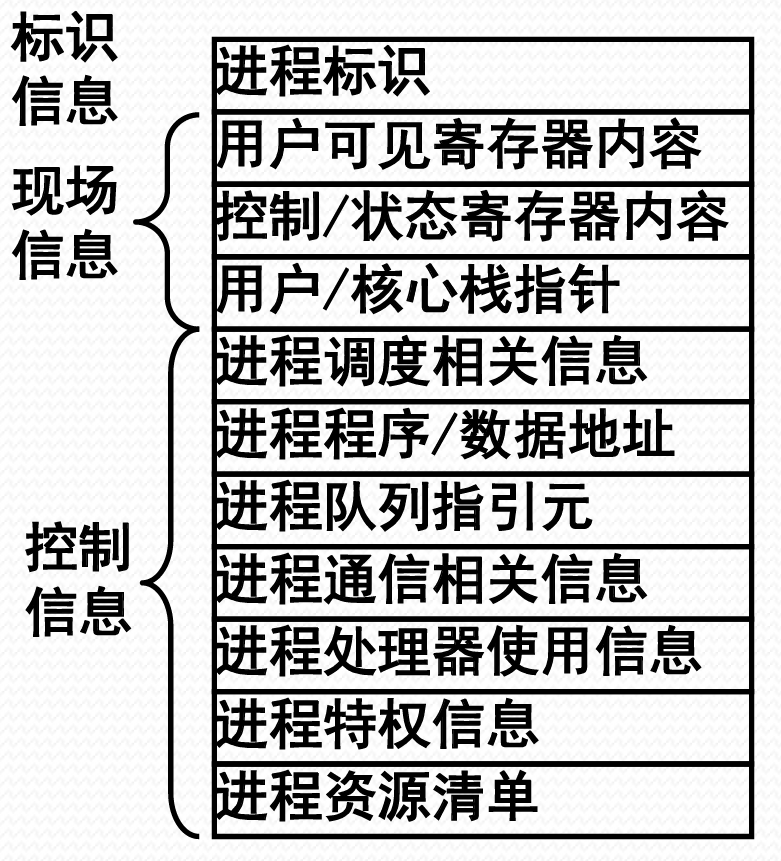 标识
信息
进程标识
现场
信息
用户可见寄存器内容
控制/状态寄存器内容
用户/核心栈指针
控制
信息
进程调度相关信息
进程程序/数据地址
进程队列指引元
进程通信相关信息
进程处理器使用信息
进程特权信息
进程资源清单